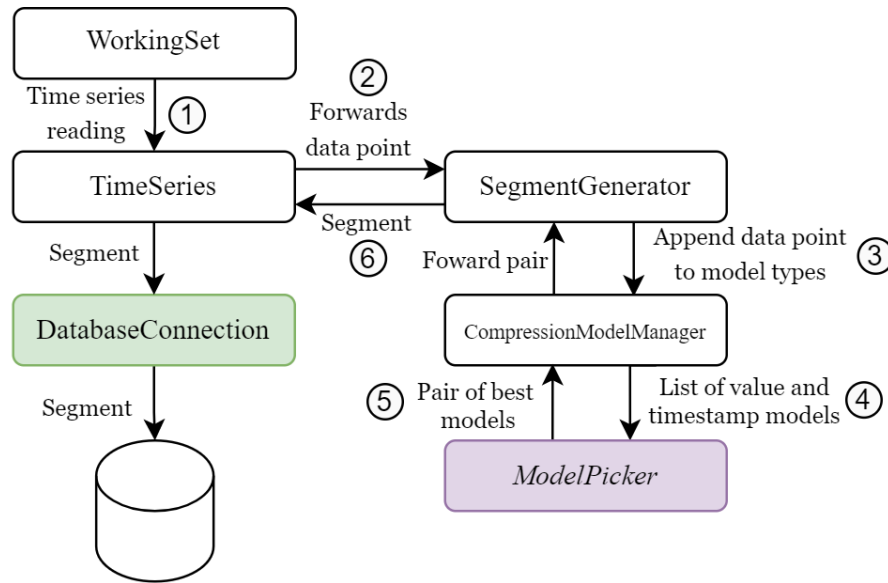 WorkingSet
Time series
reading
1
2
Forwards
data point
TimeSeries
SegmentGenerator
Segment
6
Segment
Foward pair
Append data point
to model types
3
DatabaseConnection
CompressionModelManager
Segment
5
Pair of best
models
List of value and
timestamp models
4
ModelPicker